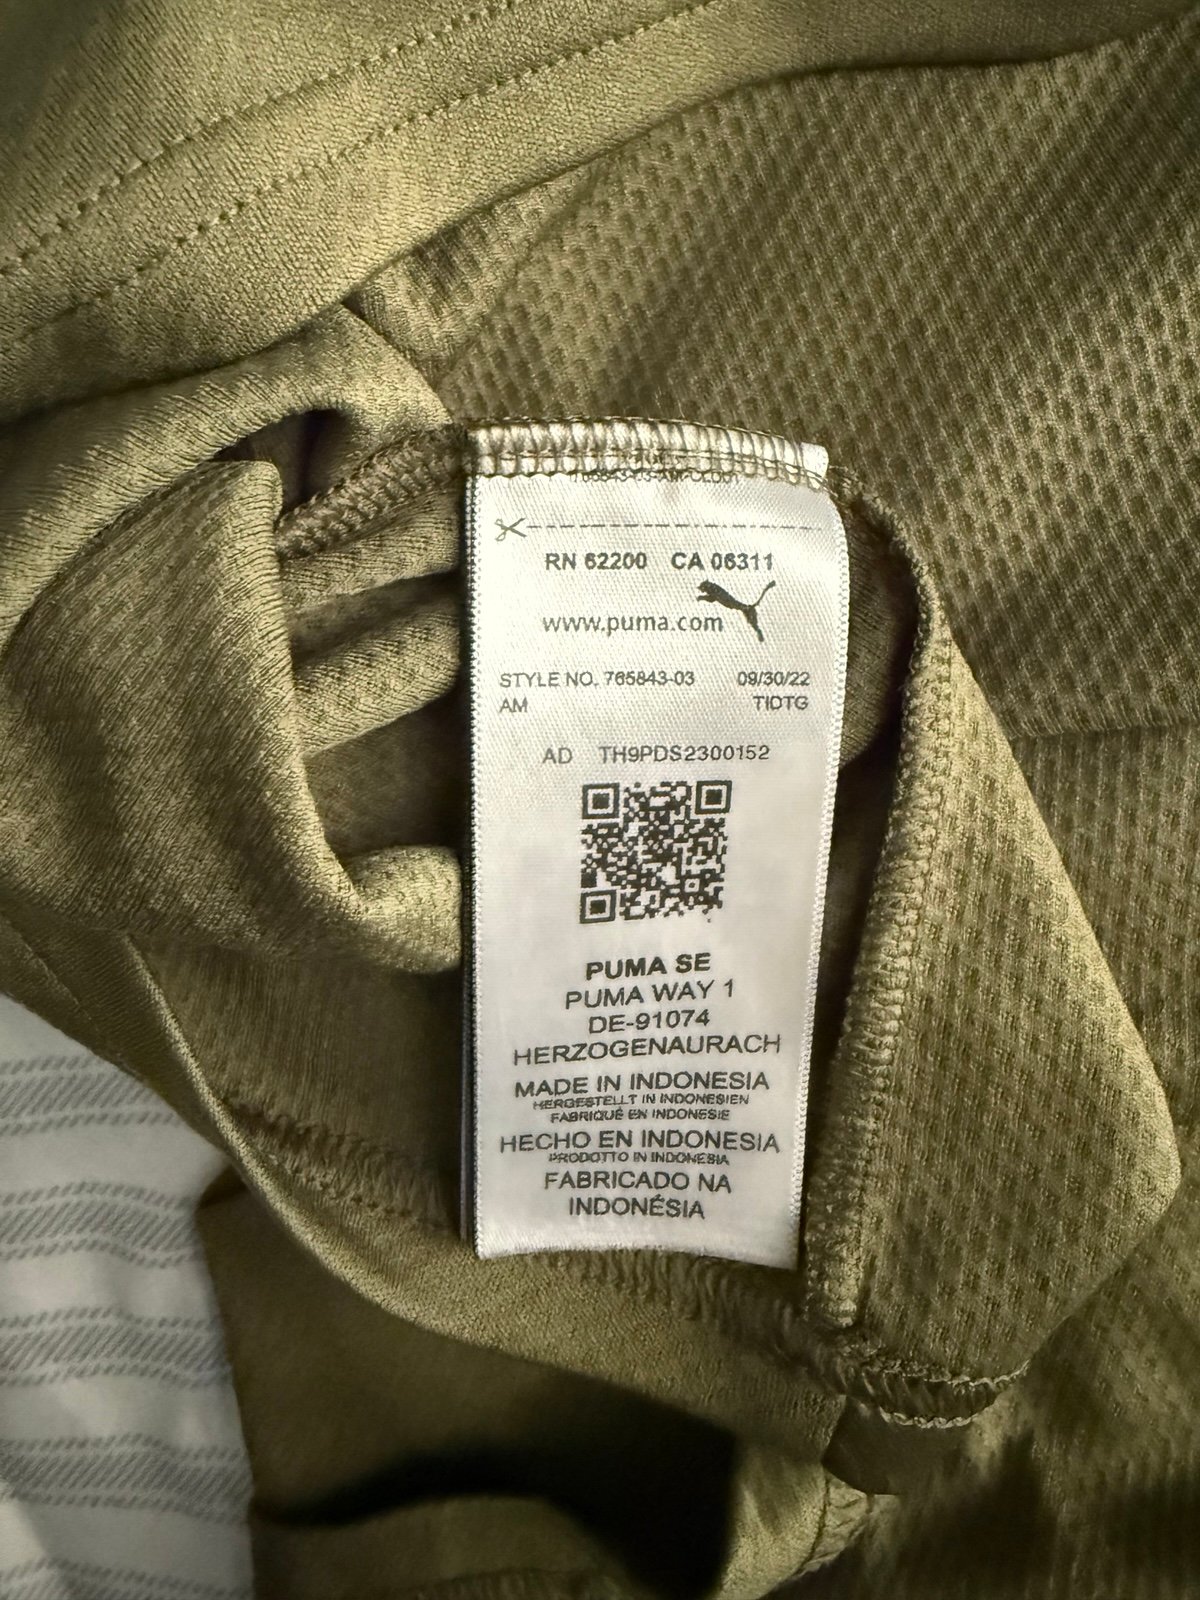 RN 62200 CA 06311
www.puma.com
STYLE NO. 765843-03 09/30/22
AM TIDTG
AD TH9PDS2300152
PUMA SE
PUMA WAY 1
DE-91074
HERZOGENAURACH
MADE IN INDONESIA
HERGESTELLT IN INDONESIEN
FABRIQUÉ EN INDONESIE
HECHO EN INDONESIA
PRODOTTO IN INDONESIA
FABRICADO NA
INDONÉSIA